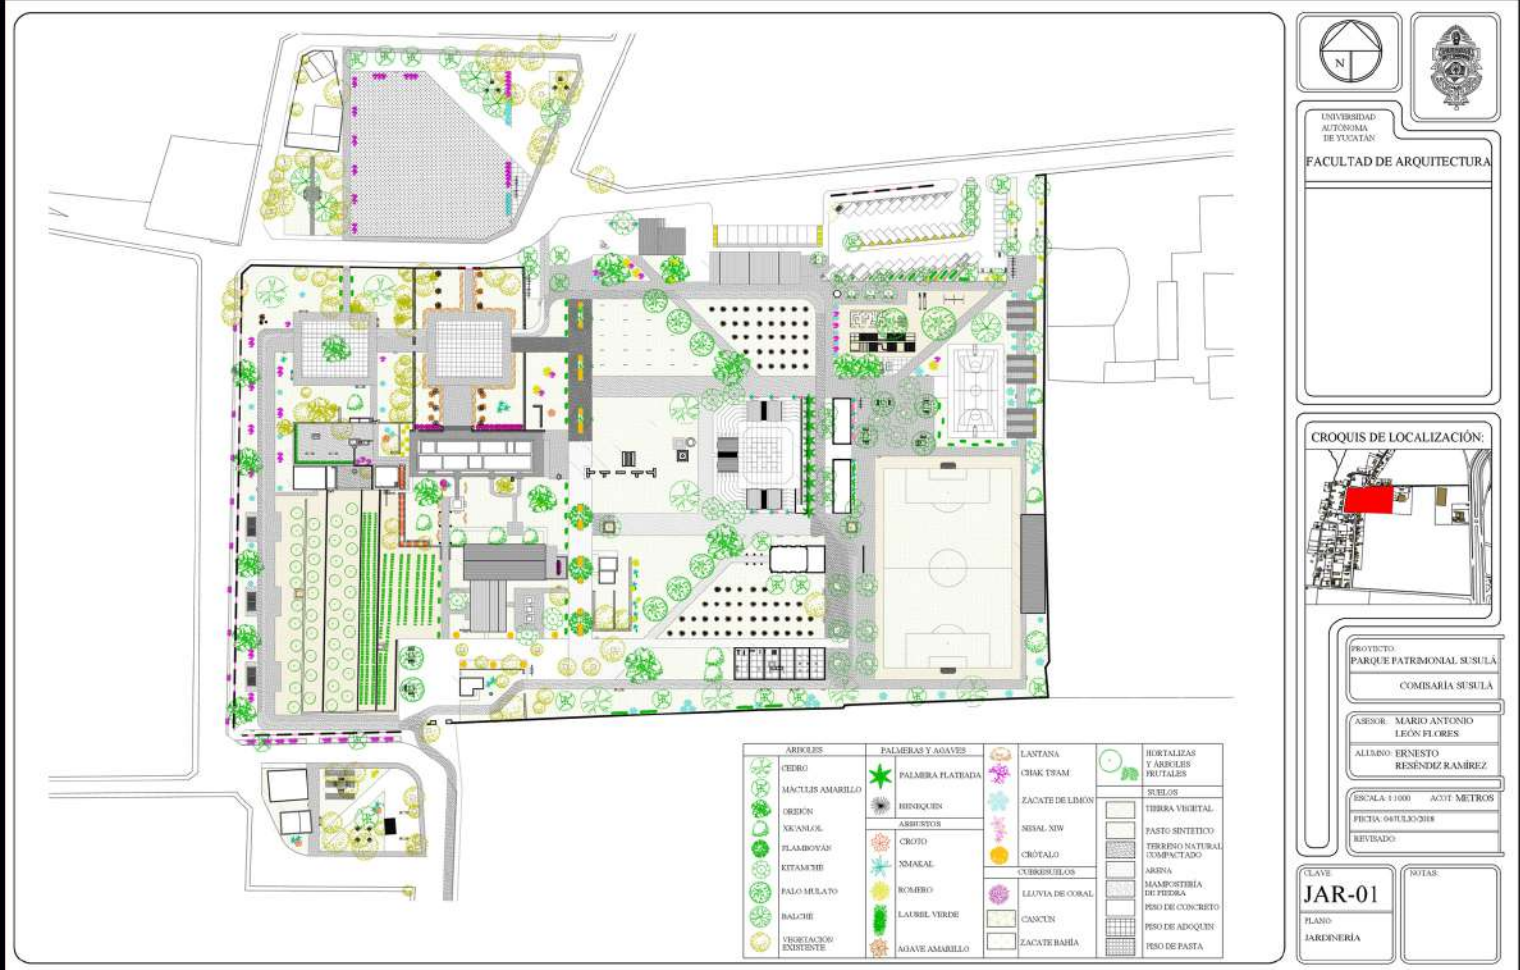 N
UNIVERSIDAD
AUTÓNOMA
DE YUCATÁN
FACULTAD DE ARQUITECTURA
CROQUIS DE LOCALIZACIÓN:
PROYECTO:
PARQUE PATRIMONIAL SUSULÁ
COMISARÍA SUSULÁ
ASESOR: MARIO ANTONIO
LEÓN FLORES
ALUMNO: ERNESTO
RESÉNDIZ RAMÍREZ
ESCALA: 1:1000 ACOT: METROS
FECHA: 04/JULIO/2018
REVISADO:
CLAVE:
JAR-01
PLANO:
JARDINERÍA
NOTAS:
ARBOLES
CEDRO
MACULIS AMARILLO
OREJÓN
XK'ANLOL
FLAMBOYÁN
KITAMCHE
PALO MULATO
BALCHÉ
VEGETACIÓN
EXISTENTE
PALMERAS Y AGAVES
PALMERA PLATEADA
HENEQUEN
ARBUSTOS
CROTO
XMAKAL
ROMERO
LAUREL VERDE
AGAVE AMARILLO
LANTANA
CHAK TSAM
ZACATE DE LIMÓN
SISAL XIW
CRÓTALO
CUBRESUELOS
LLUVIA DE CORAL
CANCÚN
ZACATE BAHÍA
HORTALIZAS
Y ÁRBOLES
FRUTALES
SUELOS
TIERRA VEGETAL
PASTO SINTÉTICO
TERRENO NATURAL
COMPACTADO
ARENA
MAMPOSTERÍA
DE PIEDRA
PISO DE CONCRETO
PISO DE ADOQUIN
PISO DE PASTA